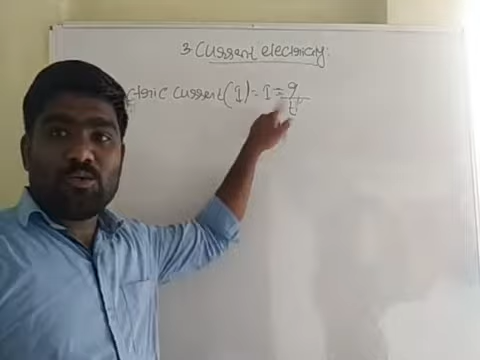 3. Current electricity:
ctric current (I) = I = q/t